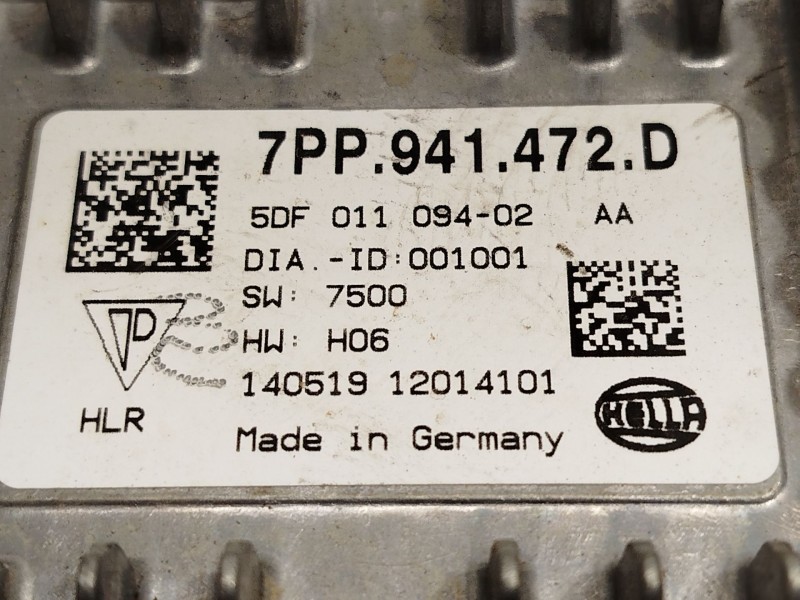 7PP.941.472.D
5DF 011 094-02 AA
DIA.-ID:001001
SW: 7500
HW: H06
140519 12014101
HLR
Made in Germany
HELLA